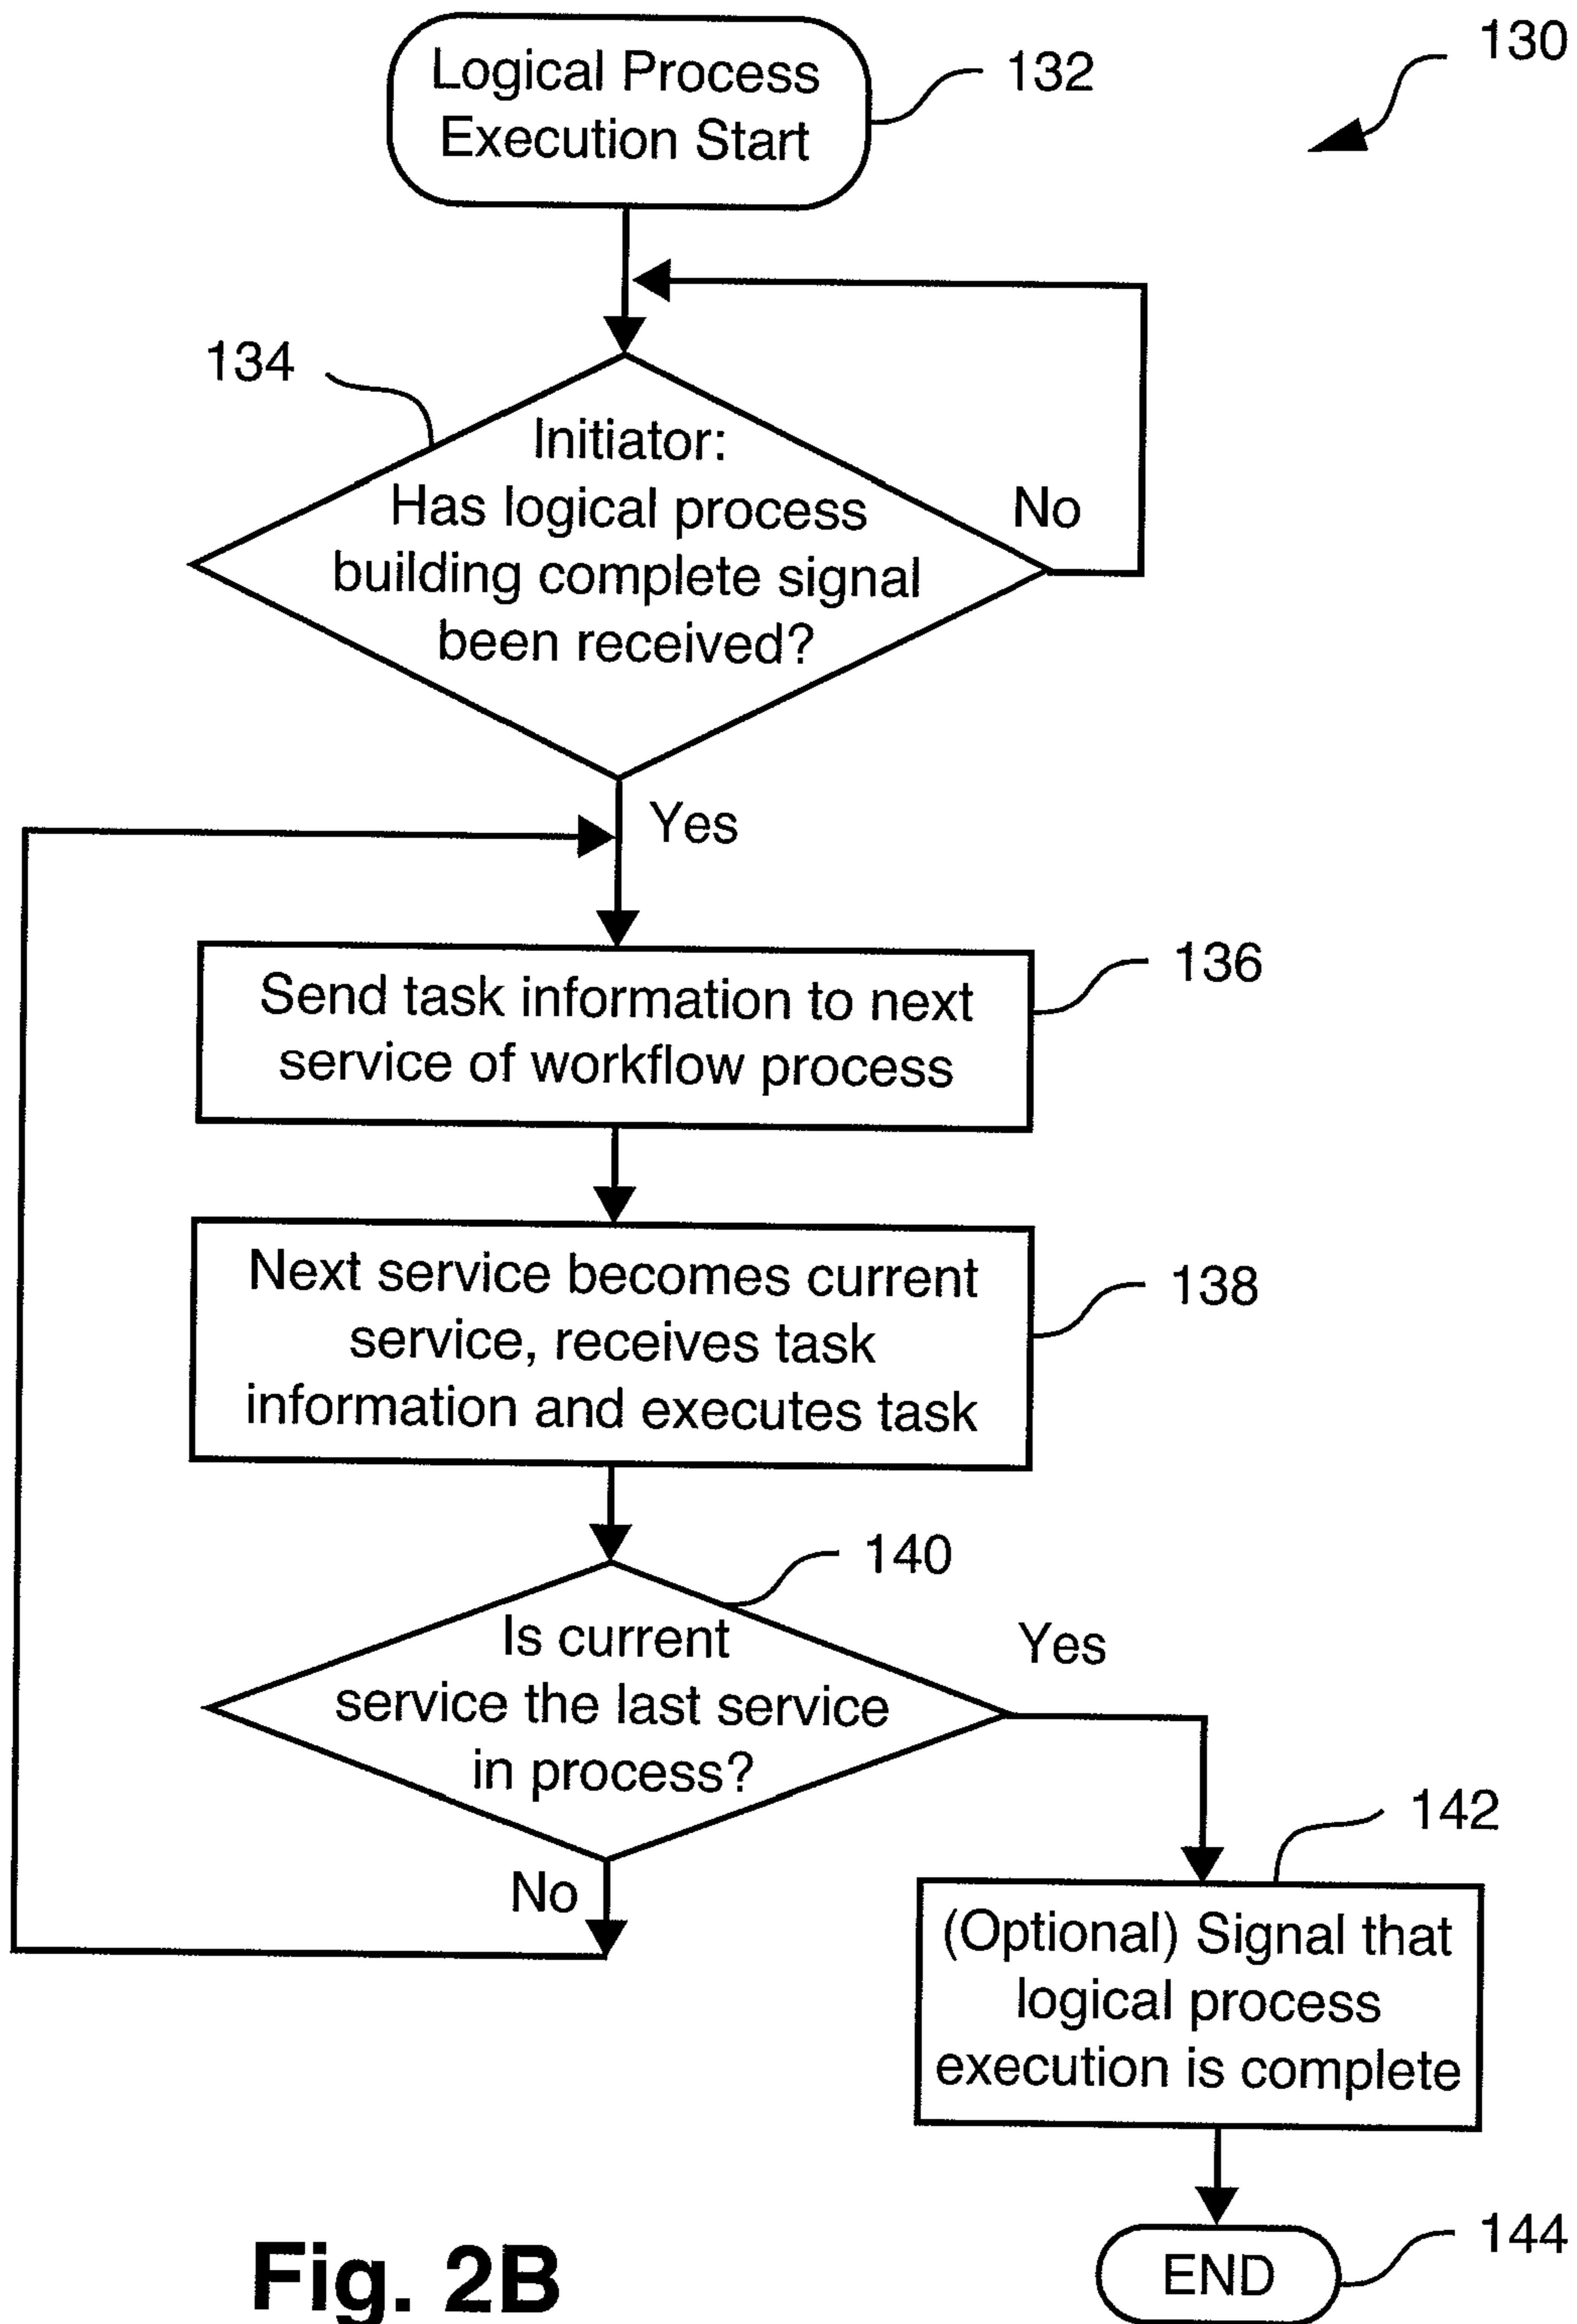 130
Logical Process
Execution Start
132
134
Initiator:
Has logical process
building complete signal
been received?
No
Yes
Send task information to next
service of workflow process
136
Next service becomes current
service, receives task
information and executes task
138
140
Is current
service the last service
in process?
Yes
No
142
(Optional) Signal that
logical process
execution is complete
END
144
Fig. 2B